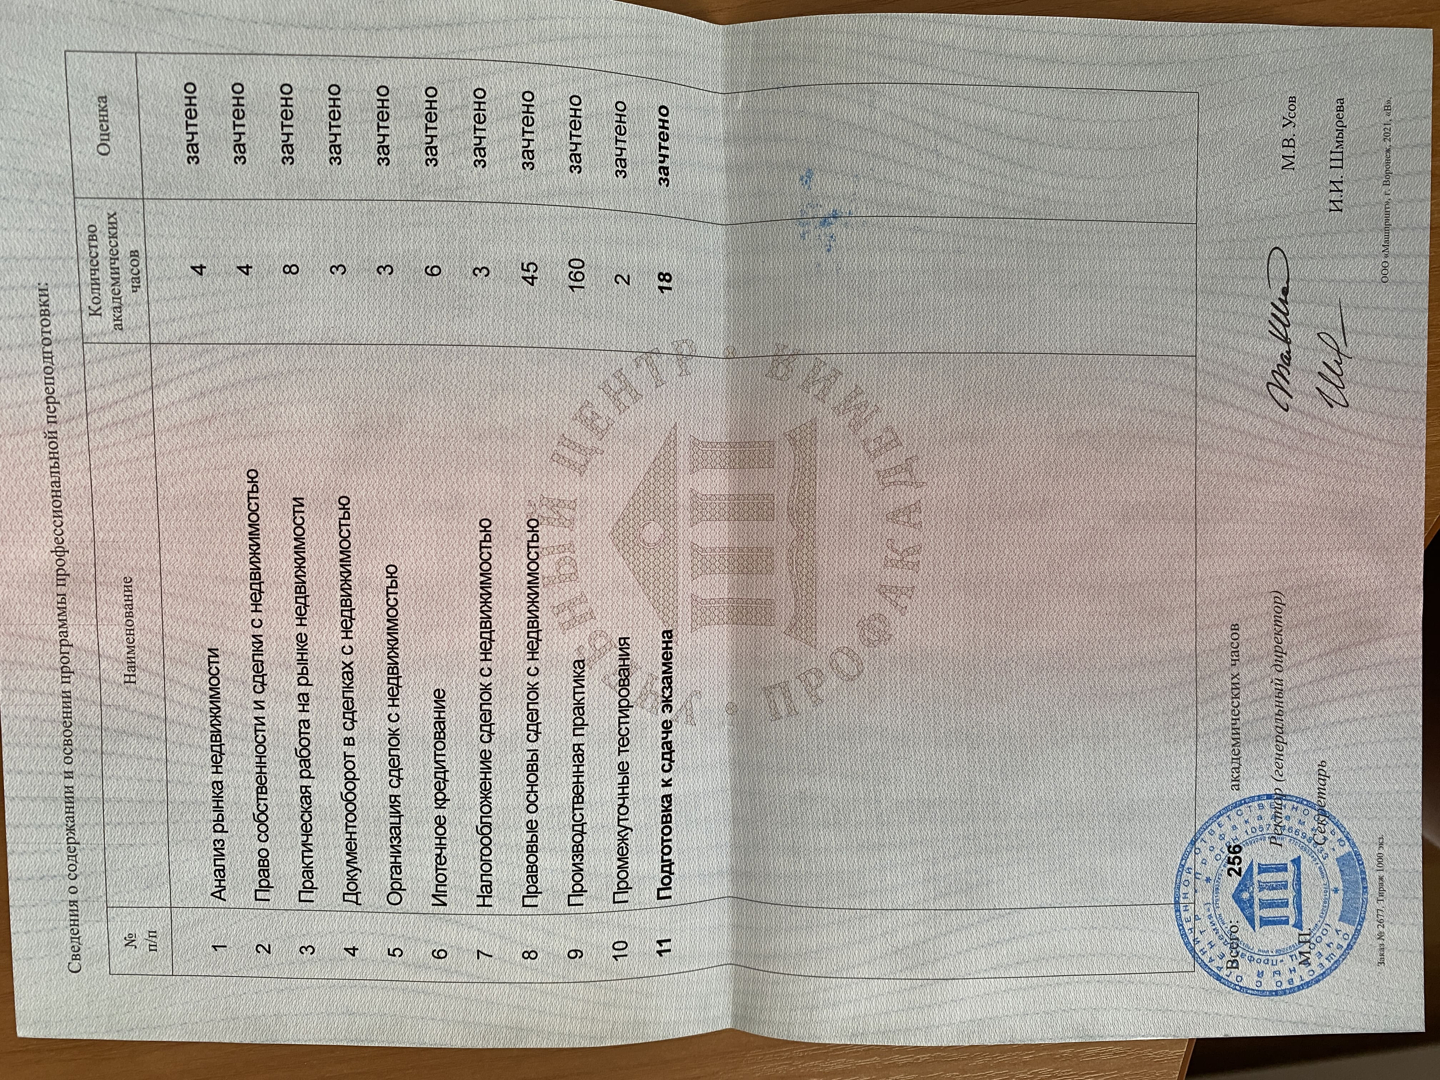 Сведения о содержании и освоении программы профессиональной переподготовки:
№ п/п Наименование Количество академических часов Оценка
1 Анализ рынка недвижимости 4 зачтено
2 Право собственности и сделки с недвижимостью 4 зачтено
3 Практическая работа на рынке недвижимости 8 зачтено
4 Документооборот в сделках с недвижимостью 3 зачтено
5 Организация сделок с недвижимостью 3 зачтено
6 Ипотечное кредитование 6 зачтено
7 Налогообложение сделок с недвижимостью 3 зачтено
8 Правовые основы сделок с недвижимостью 45 зачтено
9 Производственная практика 160 зачтено
10 Промежуточные тестирования 2 зачтено
11 Подготовка к сдаче экзамена 18 зачтено
УЧЕБНЫЙ ЦЕНТР · ПРОФАКАДЕМИЯ ·
Всего: 256 академических часов
Ректор (генеральный директор) М.В. Усов
М.П.
Секретарь И.И. Шмырева
Заказ № 2677. Тираж 1000 экз. ООО «Машпринт», г. Воронеж, 2021, «В».